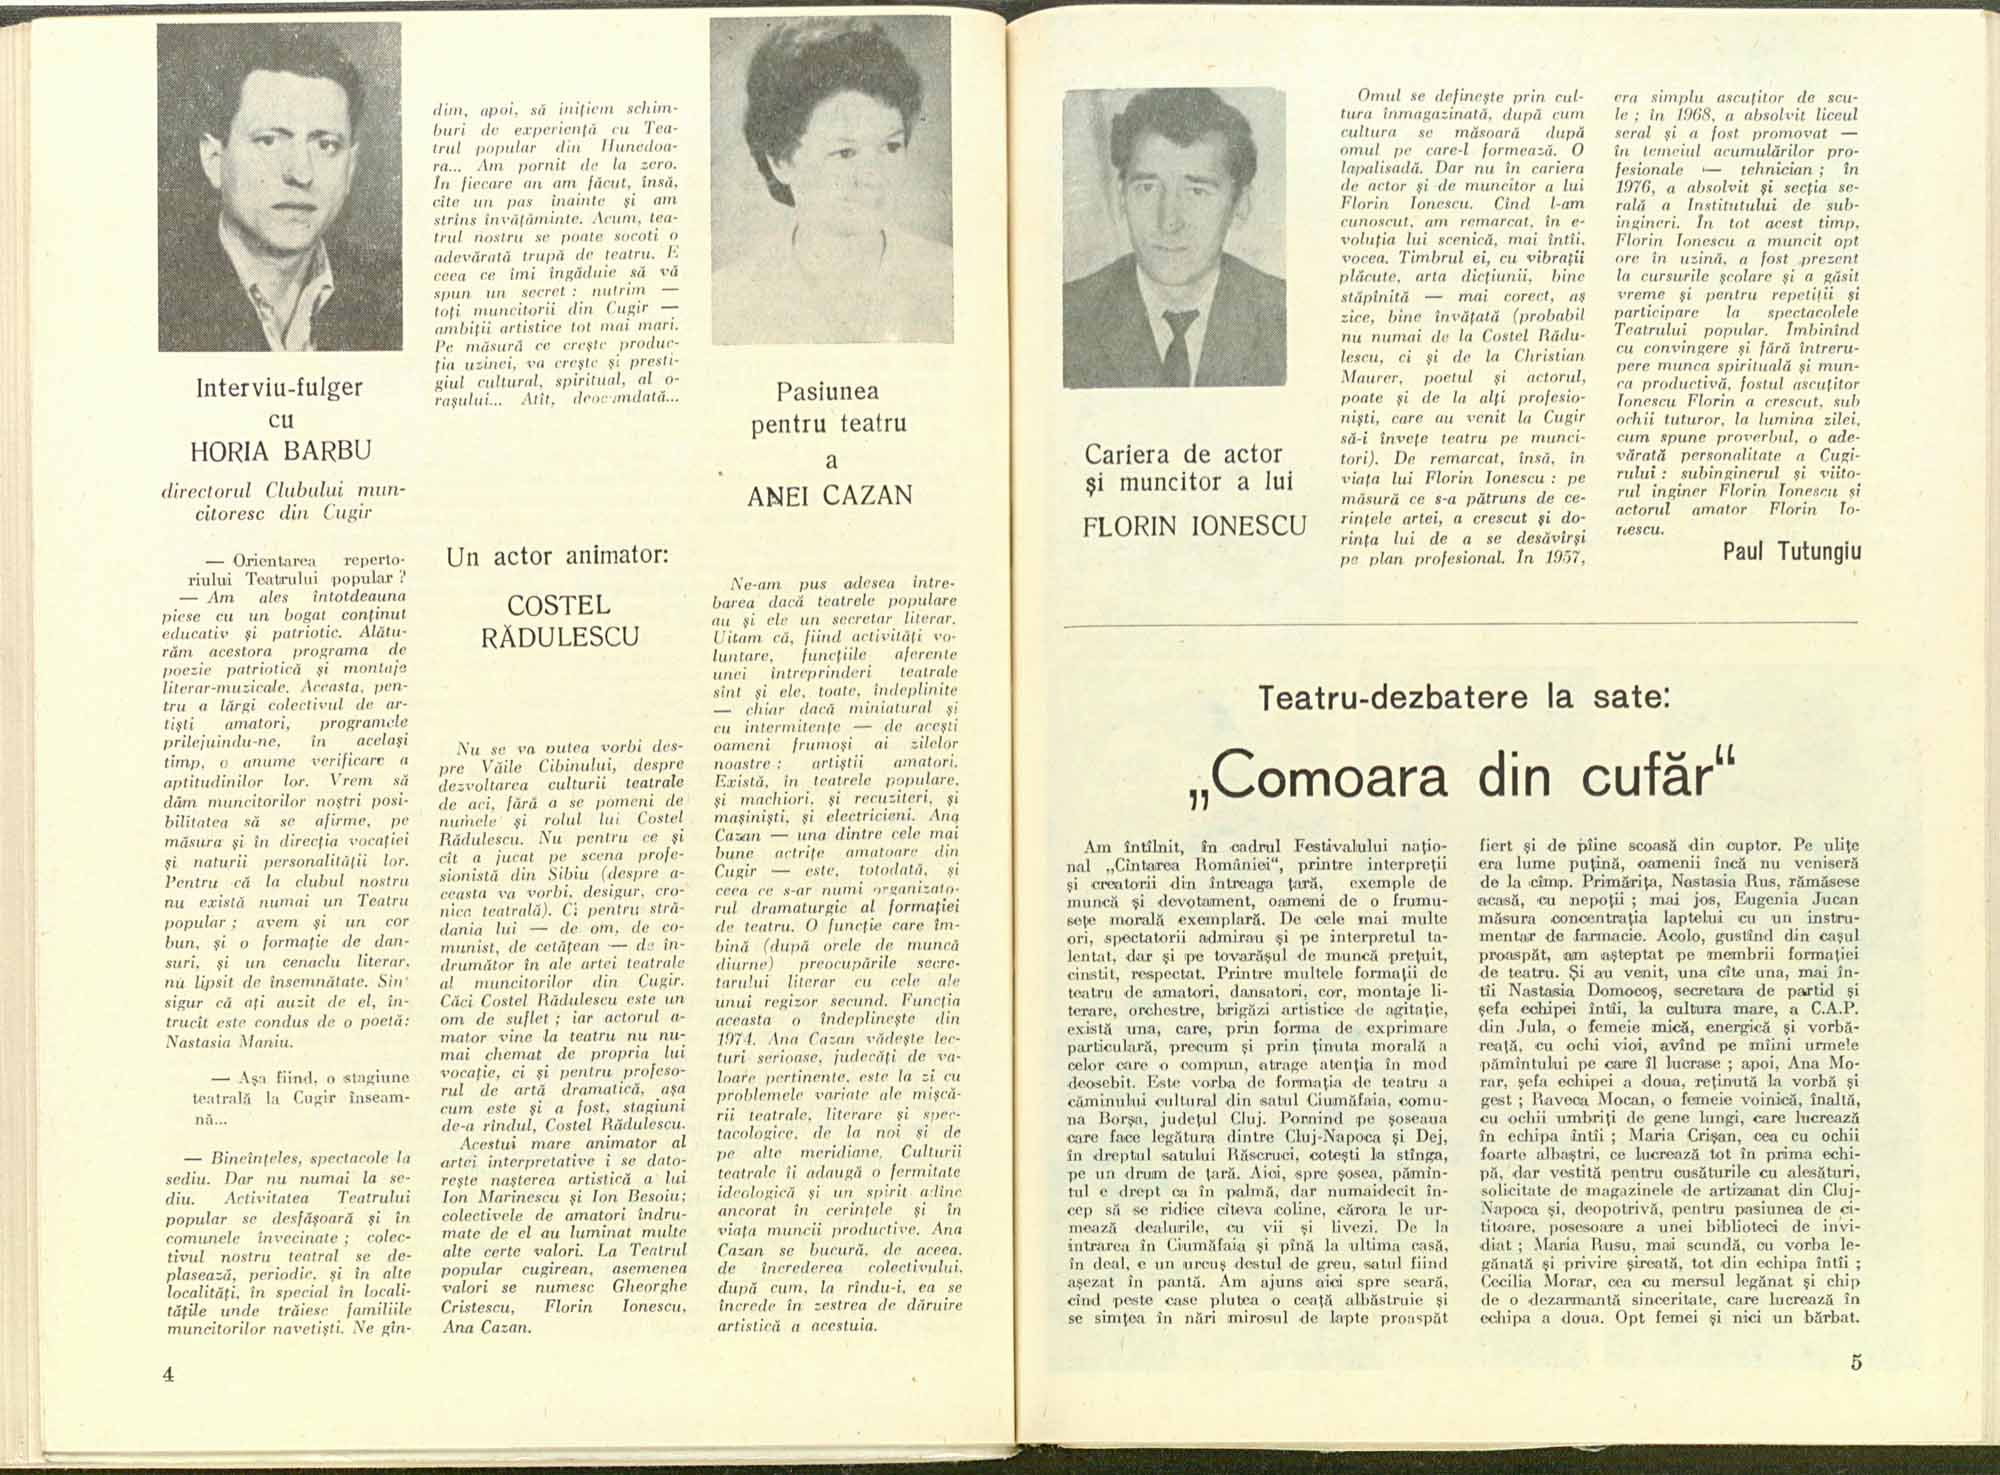 Interviu-fulger
cu
HORIA BARBU
directorul Clubului mun-
citoresc din Cugir
— Orientarea reperto-
riului Teatrului popular ?
— Am ales întotdeauna
piese cu un bogat conținut
educativ și patriotic. Alătu-
răm acestora programa de
poezie patriotică și montaje
literar-muzicale. Aceasta, pen-
tru a lărgi colectivul de ar-
tiști amatori, programele
prilejuindu-ne, în același
timp, o anume verificare a
aptitudinilor lor. Vrem să
dăm muncitorilor noștri posi-
bilitatea să se afirme, pe
măsura și în direcția vocației
și naturii personalității lor.
Pentru că la clubul nostru
nu există numai un Teatru
popular ; avem și un cor
bun, și o formație de dan-
suri, și un cenaclu literar,
nu lipsit de însemnătate. Sin'
sigur că ați auzit de el, în-
trucît este condus de o poetă:
Nastasia Maniu.
— Așa fiind, o stagiune
teatrală la Cugir înseam-
nă...
— Bineînțeles, spectacole la
sediu. Dar nu numai la se-
diu. Activitatea Teatrului
popular se desfășoară și în
comunele învecinate ; colec-
tivul nostru teatral se de-
plasează, periodic, și în alte
localități, în special în locali-
tățile unde trăiesc familiile
muncitorilor navetiști. Ne gîn-
dim, apoi, să inițiem schim-
buri de experiență cu Tea-
trul popular din Hunedoa-
ra... Am pornit de la zero.
În fiecare an am făcut, însă,
cîte un pas înainte și am
strîns învățăminte. Acum, tea-
trul nostru se poate socoti o
adevărată trupă de teatru. E
ceea ce îmi îngăduie să vă
spun un secret : nutrim —
toți muncitorii din Cugir —
ambiții artistice tot mai mari.
Pe măsură ce crește produc-
ția uzinei, va crește și presti-
giul cultural, spiritual, al o-
rașului... Atît, deocamdată...
Un actor animator:
COSTEL
RĂDULESCU
Nu se va putea vorbi des-
pre Văile Cibinului, despre
dezvoltarea culturii teatrale
de aci, fără a se pomeni de
numele și rolul lui Costel
Rădulescu. Nu pentru ce și
cît a jucat pe scena profe-
sionistă din Sibiu (despre a-
ceasta va vorbi, desigur, cro-
nica teatrală). Ci pentru stră-
dania lui — de om, de co-
munist, de cetățean — de în-
drumător în ale artei teatrale
al muncitorilor din Cugir.
Căci Costel Rădulescu este un
om de suflet ; iar actorul a-
mator vine la teatru nu nu-
mai chemat de propria lui
vocație, ci și pentru profeso-
rul de artă dramatică, așa
cum este și a fost, stagiuni
de-a rîndul, Costel Rădulescu.
Acestui mare animator al
artei interpretative i se dato-
rește nașterea artistică a lui
Ion Marinescu și Ion Besoiu;
colectivele de amatori îndru-
mate de el au luminat multe
alte certe valori. La Teatrul
popular cugirean, asemenea
valori se numesc Gheorghe
Cristescu, Florin Ionescu,
Ana Cazan.
Pasiunea
pentru teatru
a
ANEI CAZAN
Ne-am pus adesea între-
barea dacă teatrele populare
au și ele un secretar literar.
Uitam că, fiind activități vo-
luntare, funcțiile aferente
unei întreprinderi teatrale
sînt și ele, toate, îndeplinite
— chiar dacă miniatural și
cu intermitențe — de acești
oameni frumoși ai zilelor
noastre : artiștii amatori.
Există, în teatrele populare,
și machiori, și recuziteri, și
mașiniști, și electricieni. Ana
Cazan — una dintre cele mai
bune actrițe amatoare din
Cugir — este, totodată, și
ceea ce s-ar numi organizato-
rul dramaturgic al formației
de teatru. O funcție care îm-
bină (după orele de muncă
diurne) preocupările secre-
tarului literar cu cele ale
unui regizor secund. Funcția
aceasta o îndeplinește din
1974. Ana Cazan vădește lec-
turi serioase, judecăți de va-
loare pertinente, este la zi cu
problemele variate ale mișcă-
rii teatrale, literare și spec-
tacologice, de la noi și de
pe alte meridiane. Culturii
teatrale îi adaugă o fermitate
ideologică și un spirit adînc
ancorat în cerințele și în
viața muncii productive. Ana
Cazan se bucură, de aceea,
de încrederea colectivului,
după cum, la rîndu-i, ea se
încrede în zestrea de dăruire
artistică a acestuia.
4
Cariera de actor
și muncitor a lui
FLORIN IONESCU
Omul se definește prin cul-
tura înmagazinată, după cum
cultura se măsoară după
omul pe care-l formează. O
lapalisadă. Dar nu în cariera
de actor și de muncitor a lui
Florin Ionescu. Cînd l-am
cunoscut, am remarcat, în e-
voluția lui scenică, mai întîi,
vocea. Timbrul ei, cu vibrații
plăcute, arta dicțiunii, bine
stăpînită — mai corect, aș
zice, bine învățată (probabil
nu numai de la Costel Rădu-
lescu, ci și de la Christian
Maurer, poetul și actorul,
poate și de la alți profesio-
niști, care au venit la Cugir
să-i învețe teatru pe munci-
tori). De remarcat, însă, în
viața lui Florin Ionescu : pe
măsură ce s-a pătruns de ce-
rințele artei, a crescut și do-
rința lui de a se desăvîrși
pe plan profesional. În 1957,
era simplu ascuțitor de scu-
le ; în 1968, a absolvit liceul
seral și a fost promovat —
în temeiul acumulărilor pro-
fesionale — tehnician ; în
1976, a absolvit și secția se-
rală a Institutului de sub-
ingineri. În tot acest timp,
Florin Ionescu a muncit opt
ore în uzină, a fost prezent
la cursurile școlare și a găsit
vreme și pentru repetiții și
participare la spectacolele
Teatrului popular. Îmbinînd
cu convingere și fără întreru-
pere munca spirituală și mun-
ca productivă, fostul ascuțitor
Ionescu Florin a crescut, sub
ochii tuturor, la lumina zilei,
cum spune proverbul, o ade-
vărată personalitate a Cugi-
rului : subinginerul și viito-
rul inginer Florin Ionescu și
actorul amator Florin Io-
nescu.
Paul Tutungiu
Teatru-dezbatere la sate:
„Comoara din cufăr“
Am întîlnit, în cadrul Festivalului națio-
nal „Cîntarea României“, printre interpreții
și creatorii din întreaga țară, exemple de
muncă și devotament, oameni de o frumu-
sețe morală exemplară. De cele mai multe
ori, spectatorii admirau și pe interpretul ta-
lentat, dar și pe tovarășul de muncă prețuit,
cinstit, respectat. Printre multele formații de
teatru de amatori, dansatori, cor, montaje li-
terare, orchestre, brigăzi artistice de agitație,
există una, care, prin forma de exprimare
particulară, precum și prin ținuta morală a
celor care o compun, atrage atenția în mod
deosebit. Este vorba de formația de teatru a
căminului cultural din satul Ciumăfaia, comu-
na Borșa, județul Cluj. Pornind pe șoseaua
care face legătura dintre Cluj-Napoca și Dej,
în dreptul satului Răscruci, cotești la stînga,
pe un drum de țară. Aici, spre șosea, pămîn-
tul e drept ca în palmă, dar numaidecît în-
cep să se ridice cîteva coline, cărora le ur-
mează dealurile, cu vii și livezi. De la
intrarea în Ciumăfaia și pînă la ultima casă,
în deal, e un urcuș destul de greu, satul fiind
așezat în pantă. Am ajuns aici spre seară,
cînd peste case plutea o ceață albăstruie și
se simțea în nări mirosul de lapte proaspăt
fiert și de pîine scoasă din cuptor. Pe ulițe
era lume puțină, oamenii încă nu veniseră
de la cîmp. Primărița, Nastasia Rus, rămăsese
acasă, cu nepoții ; mai jos, Eugenia Jucan
măsura concentrația laptelui cu un instru-
mentar de farmacie. Acolo, gustînd din cașul
proaspăt, am așteptat pe membrii formației
de teatru. Și au venit, una cîte una, mai în-
tîi Nastasia Domocoș, secretara de partid și
șefa echipei întîi, la cultura mare, a C.A.P.
din Jula, o femeie mică, energică și vorbă-
reață, cu ochi vioi, avînd pe mîini urmele
pămîntului pe care îl lucrase ; apoi, Ana Mo-
rar, șefa echipei a doua, reținută la vorbă și
gest ; Raveca Mocan, o femeie voinică, înaltă,
cu ochii umbriți de gene lungi, care lucrează
în echipa întîi ; Maria Crișan, cea cu ochii
foarte albaștri, ce lucrează tot în prima echi-
pă, dar vestită pentru cusăturile cu alesături,
solicitate de magazinele de artizanat din Cluj-
Napoca și, deopotrivă, pentru pasiunea de ci-
titoare, posesoare a unei biblioteci de invi-
diat ; Maria Rusu, mai scundă, cu vorba le-
gănată și privire șireată, tot din echipa întîi ;
Cecilia Morar, cea cu mersul legănat și chip
de o dezarmantă sinceritate, care lucrează în
echipa a doua. Opt femei și nici un bărbat.
5